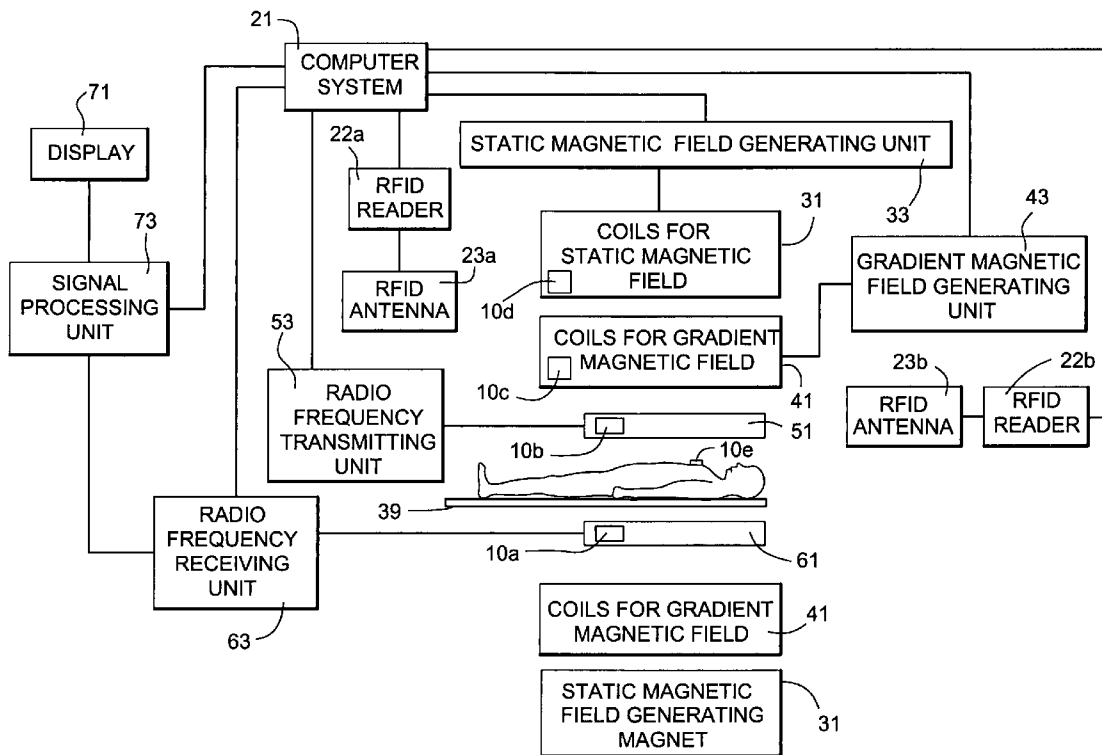 21
COMPUTER
SYSTEM
71
DISPLAY
22a
RFID
READER
STATIC MAGNETIC FIELD GENERATING UNIT
33
73
SIGNAL
PROCESSING
UNIT
23a
RFID
ANTENNA
31
COILS FOR
STATIC MAGNETIC
FIELD
10d
43
GRADIENT MAGNETIC
FIELD GENERATING
UNIT
COILS FOR GRADIENT
MAGNETIC FIELD
10c
41
53
RADIO
FREQUENCY
TRANSMITTING
UNIT
23b
RFID
ANTENNA
22b
RFID
READER
51
10b
10e
39
RADIO
FREQUENCY
RECEIVING
UNIT
63
10a
61
COILS FOR GRADIENT
MAGNETIC FIELD
41
STATIC MAGNETIC
FIELD GENERATING
MAGNET
31